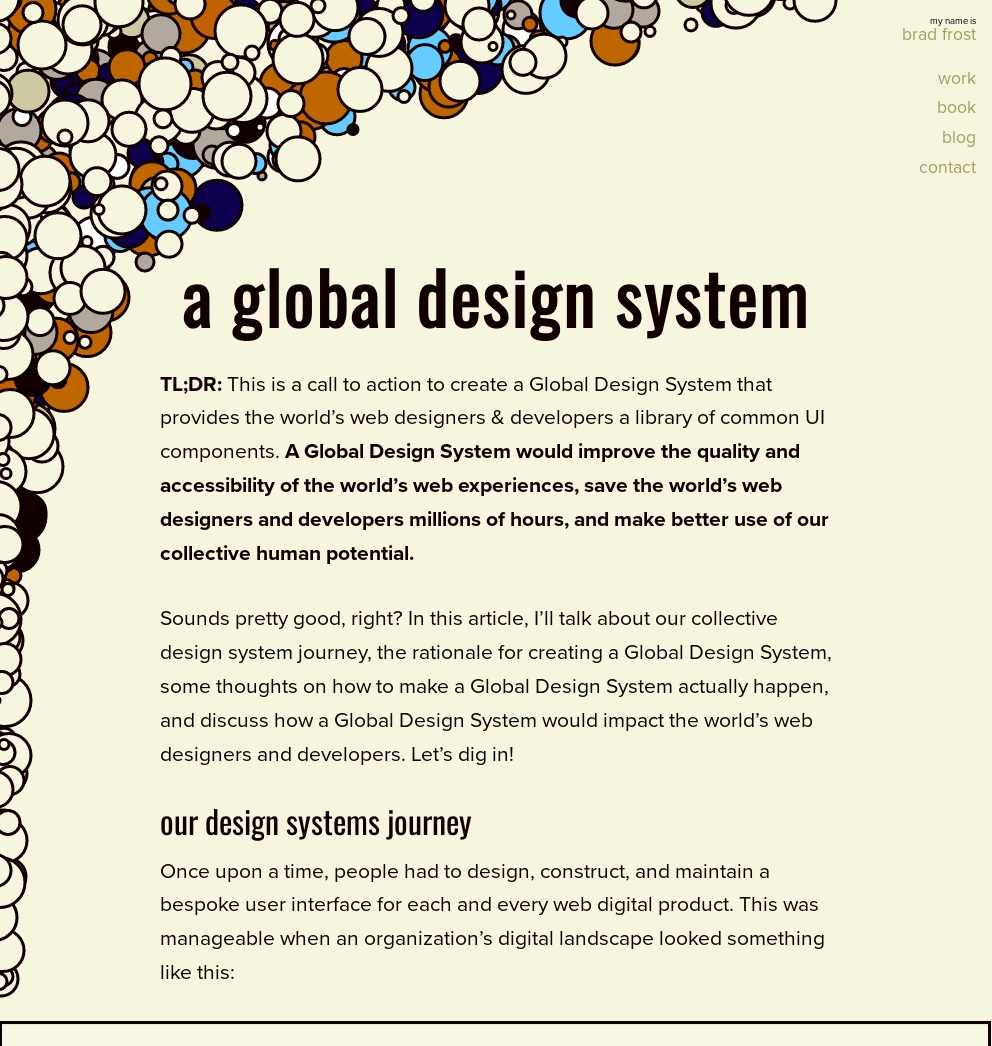 my name is
brad frost
work
book
blog
contact
a global design system
TL;DR: This is a call to action to create a Global Design System that
provides the world’s web designers & developers a library of common UI
components. A Global Design System would improve the quality and
accessibility of the world’s web experiences, save the world’s web
designers and developers millions of hours, and make better use of our
collective human potential.
Sounds pretty good, right? In this article, I’ll talk about our collective
design system journey, the rationale for creating a Global Design System,
some thoughts on how to make a Global Design System actually happen,
and discuss how a Global Design System would impact the world’s web
designers and developers. Let’s dig in!
our design systems journey
Once upon a time, people had to design, construct, and maintain a
bespoke user interface for each and every web digital product. This was
manageable when an organization’s digital landscape looked something
like this: